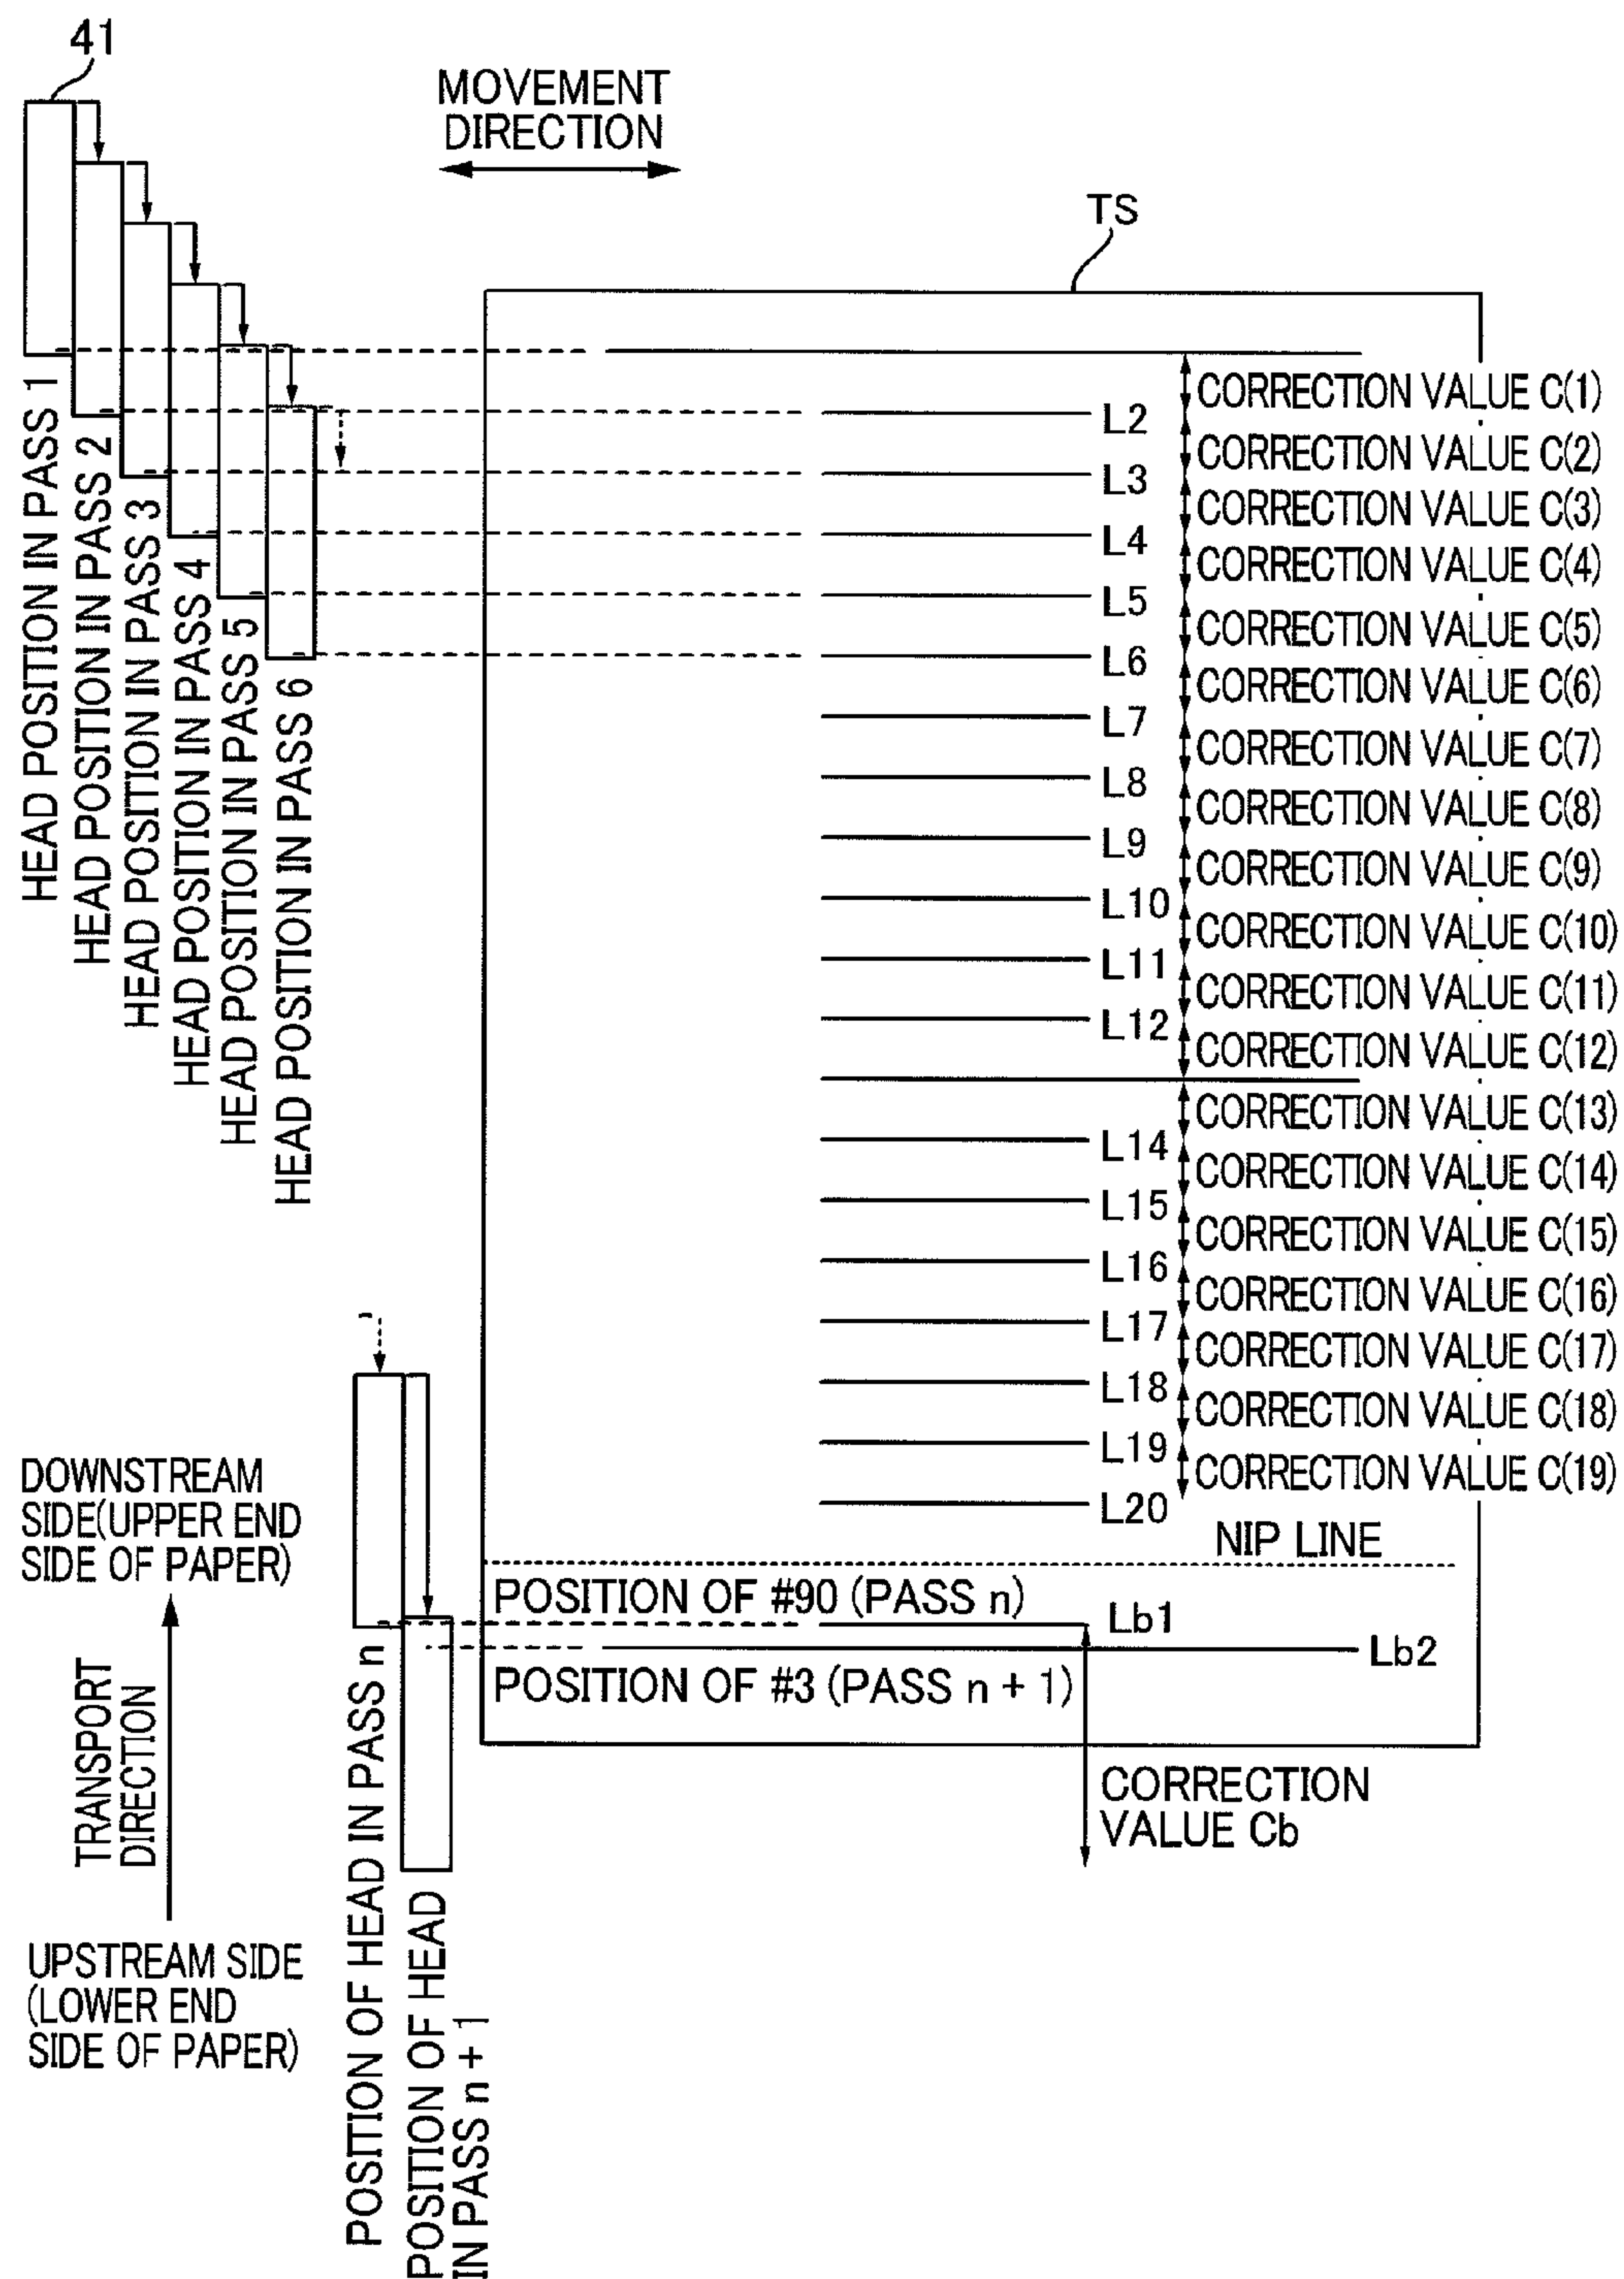 41
MOVEMENT
DIRECTION
TS
CORRECTION VALUE C(1)
L2
CORRECTION VALUE C(2)
L3
CORRECTION VALUE C(3)
L4
CORRECTION VALUE C(4)
L5
CORRECTION VALUE C(5)
L6
CORRECTION VALUE C(6)
L7
CORRECTION VALUE C(7)
L8
CORRECTION VALUE C(8)
L9
CORRECTION VALUE C(9)
L10
CORRECTION VALUE C(10)
L11
CORRECTION VALUE C(11)
L12
CORRECTION VALUE C(12)
CORRECTION VALUE C(13)
L14
CORRECTION VALUE C(14)
L15
CORRECTION VALUE C(15)
L16
CORRECTION VALUE C(16)
L17
CORRECTION VALUE C(17)
L18
CORRECTION VALUE C(18)
L19
CORRECTION VALUE C(19)
L20
NIP LINE
HEAD POSITION IN PASS 1
HEAD POSITION IN PASS 2
HEAD POSITION IN PASS 3
HEAD POSITION IN PASS 4
HEAD POSITION IN PASS 5
HEAD POSITION IN PASS 6
POSITION OF #90 (PASS n)
Lb1
Lb2
POSITION OF #3 (PASS n + 1)
CORRECTION
VALUE Cb
DOWNSTREAM
SIDE(UPPER END
SIDE OF PAPER)
TRANSPORT
DIRECTION
UPSTREAM SIDE
(LOWER END
SIDE OF PAPER)
POSITION OF HEAD IN PASS n
POSITION OF HEAD
IN PASS n + 1